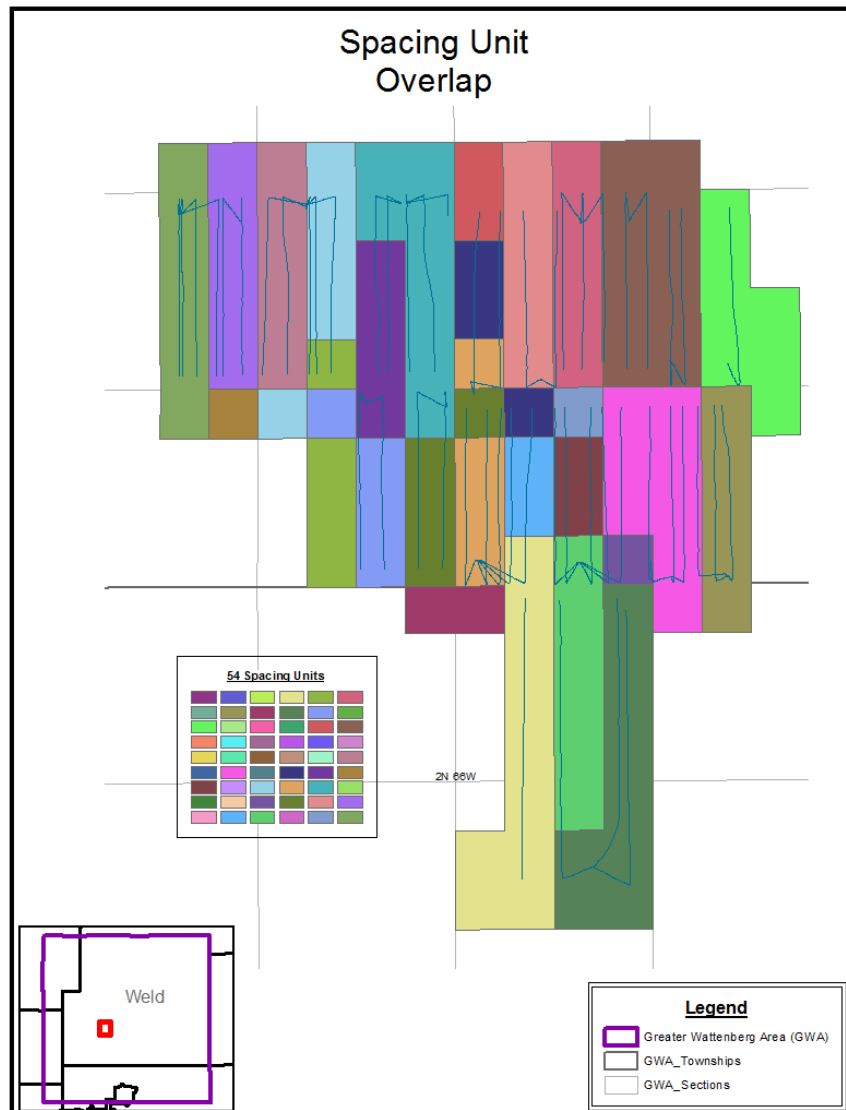 Spacing Unit
Overlap
54 Spacing Units
2N 66W
Weld
Legend
Greater Wattenberg Area (GWA)
GWA_Townships
GWA_Sections